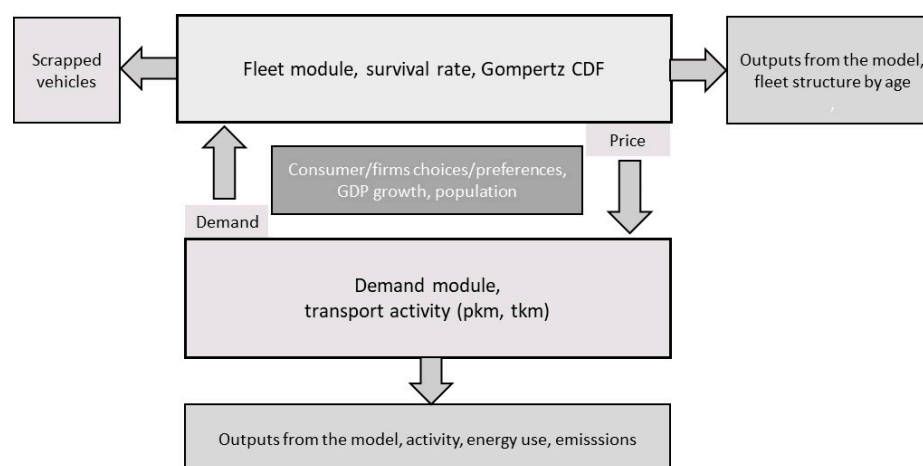 Scrapped
vehicles
Fleet module, survival rate, Gompertz CDF
Outputs from the model,
fleet structure by age
,
Price
Consumer/firms choices/preferences,
GDP growth, population
Demand
Demand module,
transport activity (pkm, tkm)
Outputs from the model, activity, energy use, emisssions